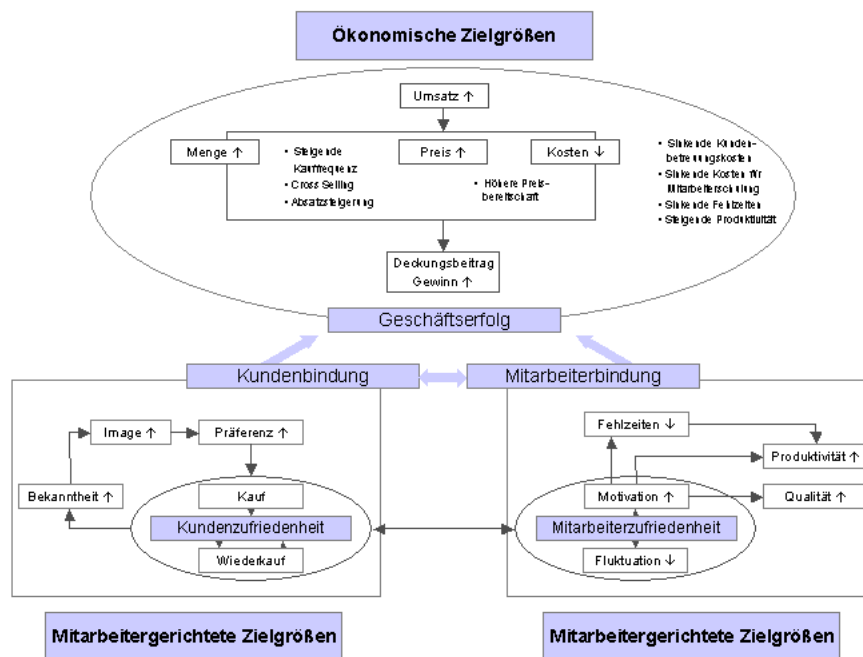 Ökonomische Zielgrößen
Umsatz ↑
Menge ↑
• Steigende
Kauffrequenz
• Cross Selling
• Absatzsteigerung
Preis ↑
• Höhere Preis-
bereitschaft
Kosten ↓
• Sinkende Kunden-
betreuungskosten
• Sinkende Kosten für
Mitarbeiterschulung
• Sinkende Fehlzeiten
• Steigende Produktivität
Deckungsbeitrag
Gewinn ↑
Geschäftserfolg
Kundenbindung
Mitarbeiterbindung
Image ↑
Präferenz ↑
Bekanntheit ↑
Kauf
Kundenzufriedenheit
Wiederkauf
Fehlzeiten ↓
Produktivität ↑
Motivation ↑
Qualität ↑
Mitarbeiterzufriedenheit
Fluktuation ↓
Mitarbeitergerichtete Zielgrößen
Mitarbeitergerichtete Zielgrößen